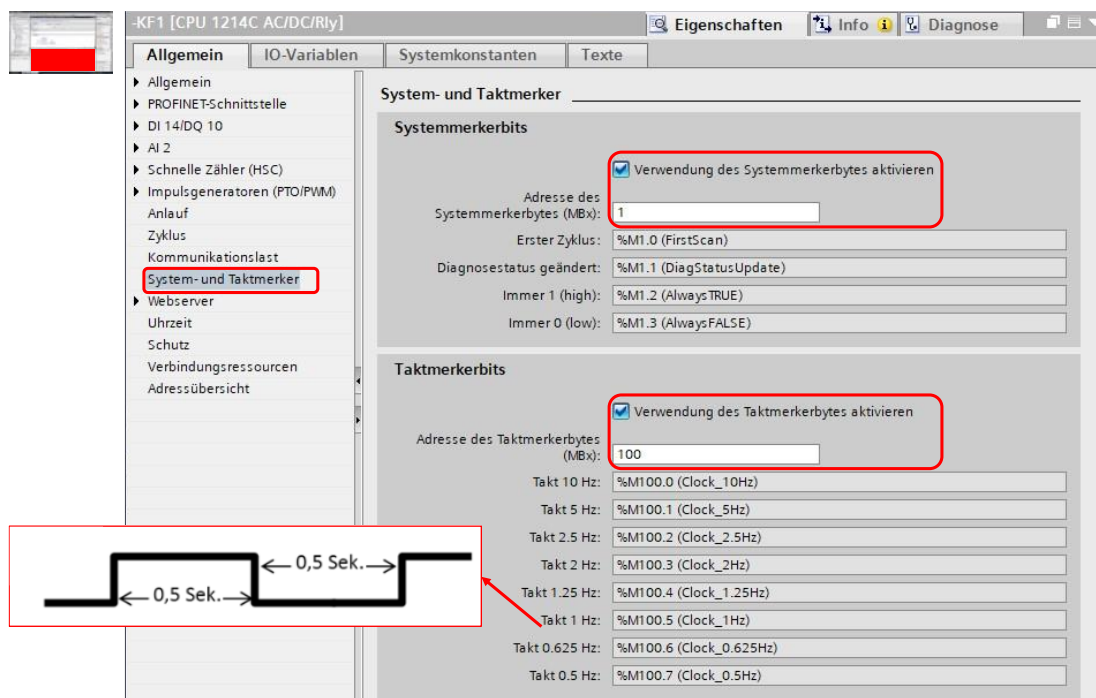 -KF1 [CPU 1214C AC/DC/Rly]
Eigenschaften
Info
Diagnose
Allgemein
IO-Variablen
Systemkonstanten
Texte
Allgemein
PROFINET-Schnittstelle
DI 14/DQ 10
AI 2
Schnelle Zähler (HSC)
Impulsgeneratoren (PTO/PWM)
Anlauf
Zyklus
Kommunikationslast
System- und Taktmerker
Webserver
Uhrzeit
Schutz
Verbindungsressourcen
Adressübersicht
System- und Taktmerker
Systemmerkerbits
Verwendung des Systemmerkerbytes aktivieren
Adresse des
Systemmerkerbytes (MBx): 1
Erster Zyklus: %M1.0 (FirstScan)
Diagnosestatus geändert: %M1.1 (DiagStatusUpdate)
Immer 1 (high): %M1.2 (AlwaysTRUE)
Immer 0 (low): %M1.3 (AlwaysFALSE)
Taktmerkerbits
Verwendung des Taktmerkerbytes aktivieren
Adresse des Taktmerkerbytes
(MBx): 100
Takt 10 Hz: %M100.0 (Clock_10Hz)
Takt 5 Hz: %M100.1 (Clock_5Hz)
Takt 2.5 Hz: %M100.2 (Clock_2.5Hz)
Takt 2 Hz: %M100.3 (Clock_2Hz)
Takt 1.25 Hz: %M100.4 (Clock_1.25Hz)
Takt 1 Hz: %M100.5 (Clock_1Hz)
Takt 0.625 Hz: %M100.6 (Clock_0.625Hz)
Takt 0.5 Hz: %M100.7 (Clock_0.5Hz)
0,5 Sek.
0,5 Sek.